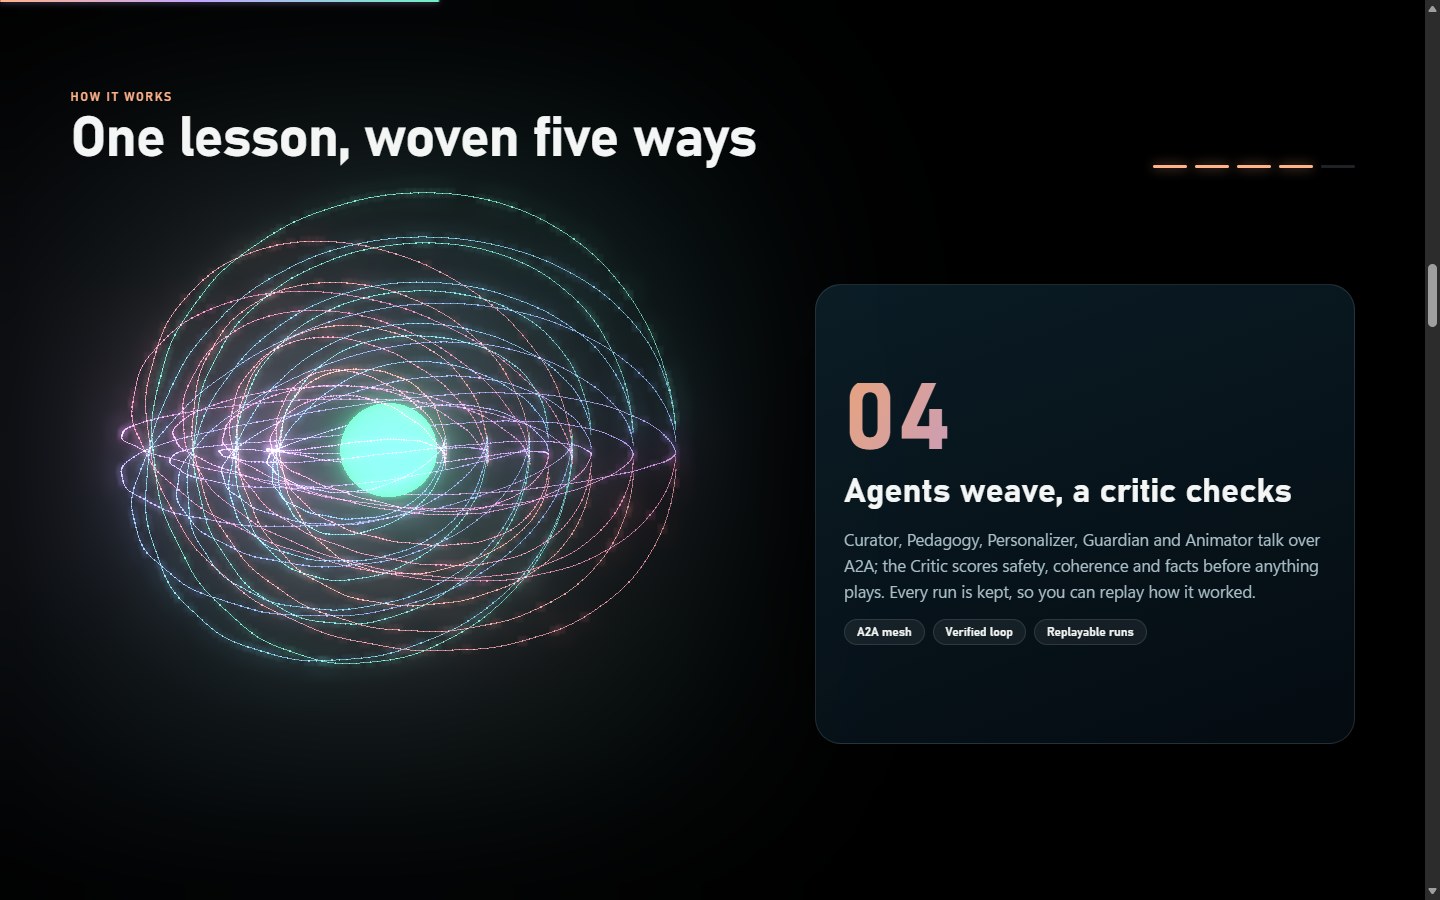 HOW IT WORKS
One lesson, woven five ways
04
Agents weave, a critic checks
Curator, Pedagogy, Personalizer, Guardian and Animator talk over
A2A; the Critic scores safety, coherence and facts before anything
plays. Every run is kept, so you can replay how it worked.
A2A mesh
Verified loop
Replayable runs